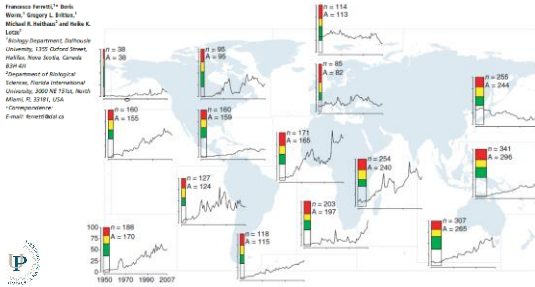 Francesco Ferretti,¹* Boris
Worm,¹ Gregory L. Britten,¹
Michael R. Heithaus² and Heike K.
Lotze¹
¹Biology Department, Dalhousie
University, 1355 Oxford Street,
Halifax, Nova Scotia, Canada
B3H 4J1
²Department of Biological
Sciences, Florida International
University, 3000 NE 151st, North
Miami, FL 33181, USA
*Correspondence:
E-mail: ferretti@dal.ca
n = 114
A = 113
n = 38
A = 38
n = 95
A = 95
n = 85
A = 82
n = 255
A = 244
n = 160
A = 155
n = 160
A = 159
n = 171
A = 165
n = 254
A = 240
n = 341
A = 296
n = 127
A = 124
n = 203
A = 197
n = 188
A = 170
n = 118
A = 115
n = 307
A = 265
100
75
50
25
0
1950 1970 1990 2007
P